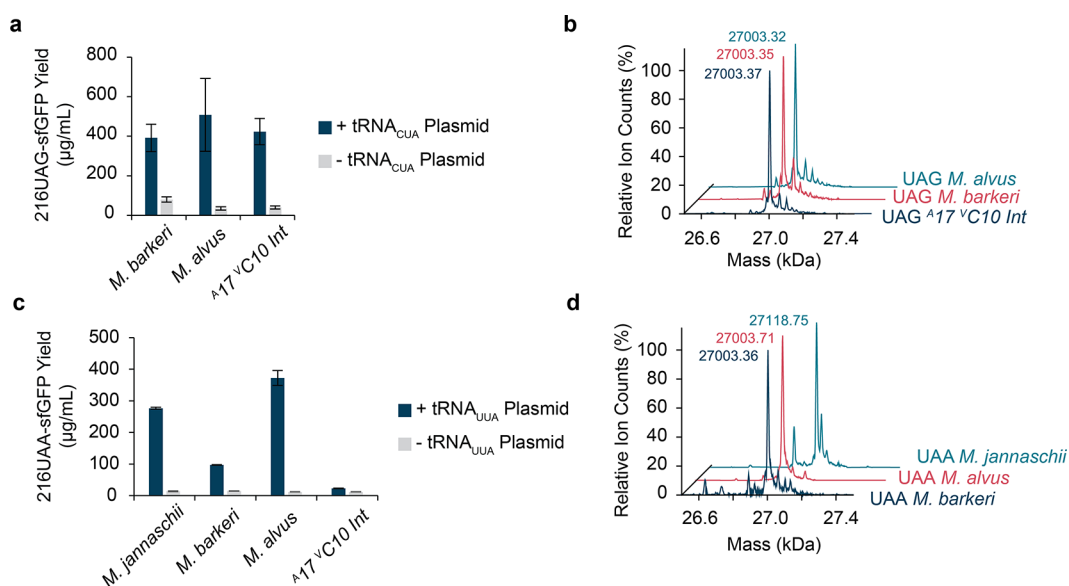 a
216UAG-sfGFP Yield
(µg/mL)
800
600
400
200
0
M. barkeri
M. alvus
A17 VC10 Int
+ tRNACUA Plasmid
- tRNACUA Plasmid
b
Relative Ion Counts (%)
100
80
60
40
20
0
27003.32
27003.35
27003.37
UAG M. alvus
UAG M. barkeri
UAG A17 VC10 Int
26.6
27.0
27.4
Mass (kDa)
c
216UAA-sfGFP Yield
(µg/mL)
500
400
300
200
100
0
M. jannaschii
M. barkeri
M. alvus
A17 VC10 Int
+ tRNAUUA Plasmid
- tRNAUUA Plasmid
d
Relative Ion Counts (%)
100
80
60
40
20
0
27118.75
27003.71
27003.36
UAA M. jannaschii
UAA M. alvus
UAA M. barkeri
26.6
27.0
27.4
Mass (kDa)